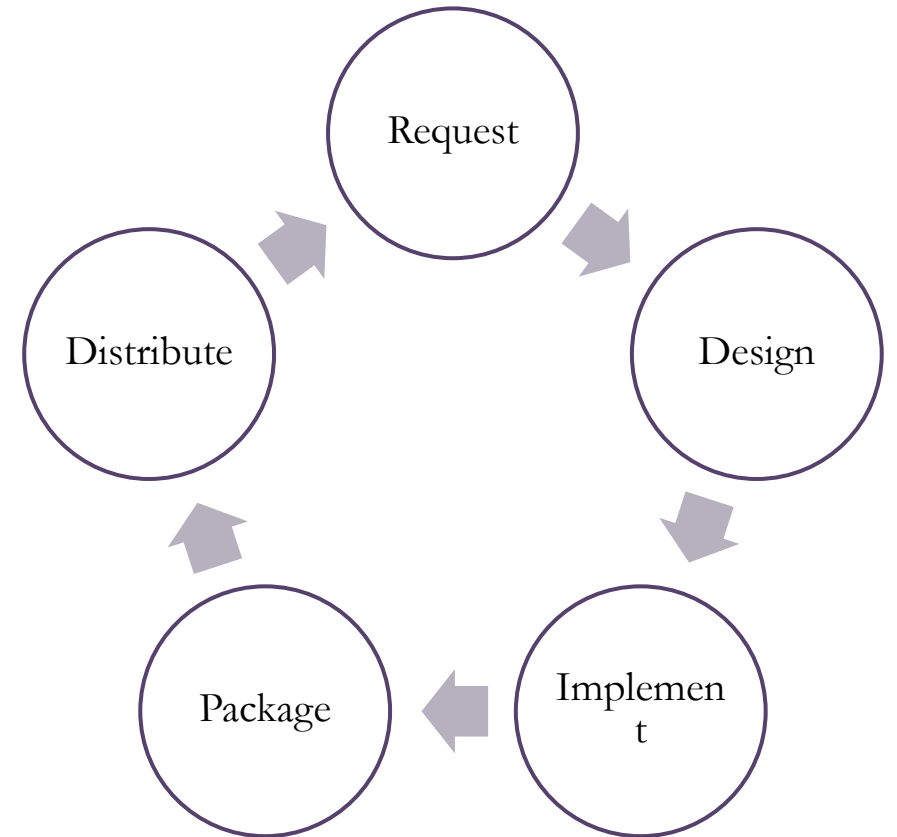 Request
Design
Implemen
t
Package
Distribute